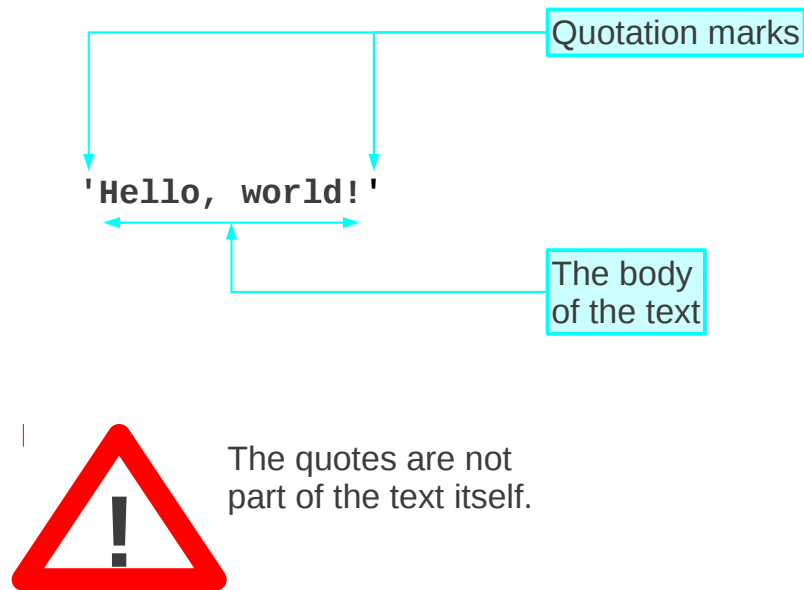 Quotation marks
'Hello, world!'
The body
of the text
!
The quotes are not
part of the text itself.